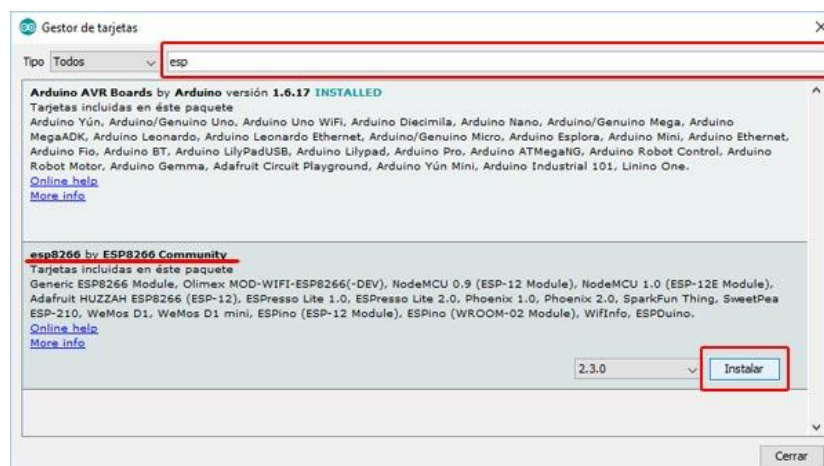 Gestor de tarjetas
Tipo Todos esp
Arduino AVR Boards by Arduino versión 1.6.17 INSTALLED
Tarjetas incluidas en éste paquete
Arduino Yún, Arduino/Genuino Uno, Arduino Uno WiFi, Arduino Diecimila, Arduino Nano, Arduino/Genuino Mega, Arduino
MegaADK, Arduino Leonardo, Arduino Leonardo Ethernet, Arduino/Genuino Micro, Arduino Esplora, Arduino Mini, Arduino Ethernet,
Arduino Fio, Arduino BT, Arduino LilyPadUSB, Arduino Lilypad, Arduino Pro, Arduino ATMegaNG, Arduino Robot Control, Arduino
Robot Motor, Arduino Gemma, Adafruit Circuit Playground, Arduino Yún Mini, Arduino Industrial 101, Linino One.
Online help
More info
esp8266 by ESP8266 Community
Tarjetas incluidas en éste paquete
Generic ESP8266 Module, Olimex MOD-WIFI-ESP8266(-DEV), NodeMCU 0.9 (ESP-12 Module), NodeMCU 1.0 (ESP-12E Module),
Adafruit HUZZAH ESP8266 (ESP-12), ESPresso Lite 1.0, ESPresso Lite 2.0, Phoenix 1.0, Phoenix 2.0, SparkFun Thing, SweetPea
ESP-210, WeMos D1, WeMos D1 mini, ESPino (ESP-12 Module), ESPino (WROOM-02 Module), WifInfo, ESPDuino.
Online help
More info
2.3.0 Instalar
Cerrar